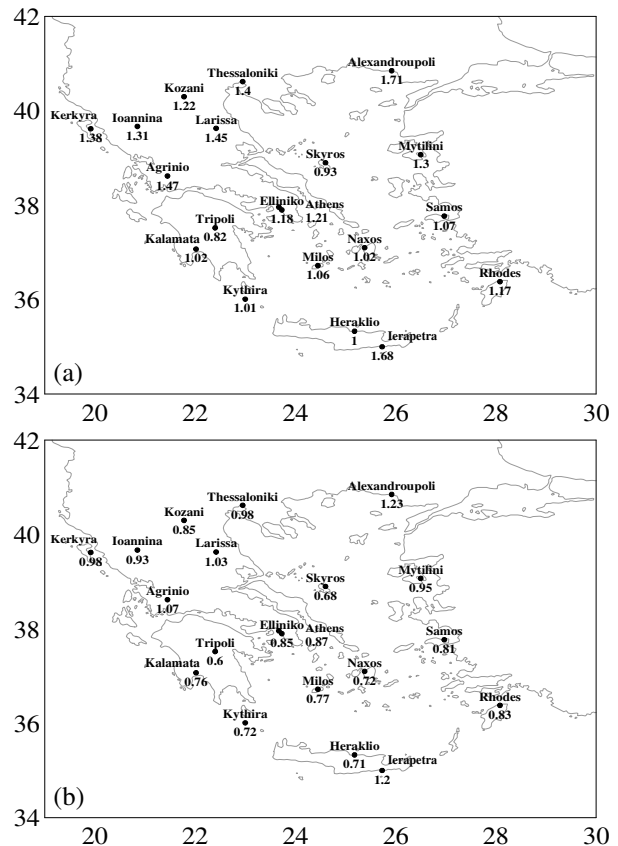 42
Alexandroupoli
1.71
Thessaloniki
1.4
Kozani
1.22
40
Kerkyra
1.38
Ioannina
1.31
Larissa
1.45
Mytilini
1.3
Skyros
0.93
Agrinio
1.47
38
Elliniko
1.18
Athens
1.21
Samos
1.07
Tripoli
0.82
Kalamata
1.02
Naxos
1.02
Milos
1.06
Rhodes
1.17
Kythira
1.01
36
Heraklio
1
Ierapetra
1.68
(a)
34
20 22 24 26 28 30
42
Alexandroupoli
1.23
Thessaloniki
0.98
Kozani
0.85
40
Kerkyra
0.98
Ioannina
0.93
Larissa
1.03
Mytilini
0.95
Skyros
0.68
Agrinio
1.07
38
Elliniko
0.85
Athens
0.87
Samos
0.81
Tripoli
0.6
Kalamata
0.76
Naxos
0.72
Milos
0.77
Rhodes
0.83
Kythira
0.72
36
Heraklio
0.71
Ierapetra
1.2
(b)
34
20 22 24 26 28 30